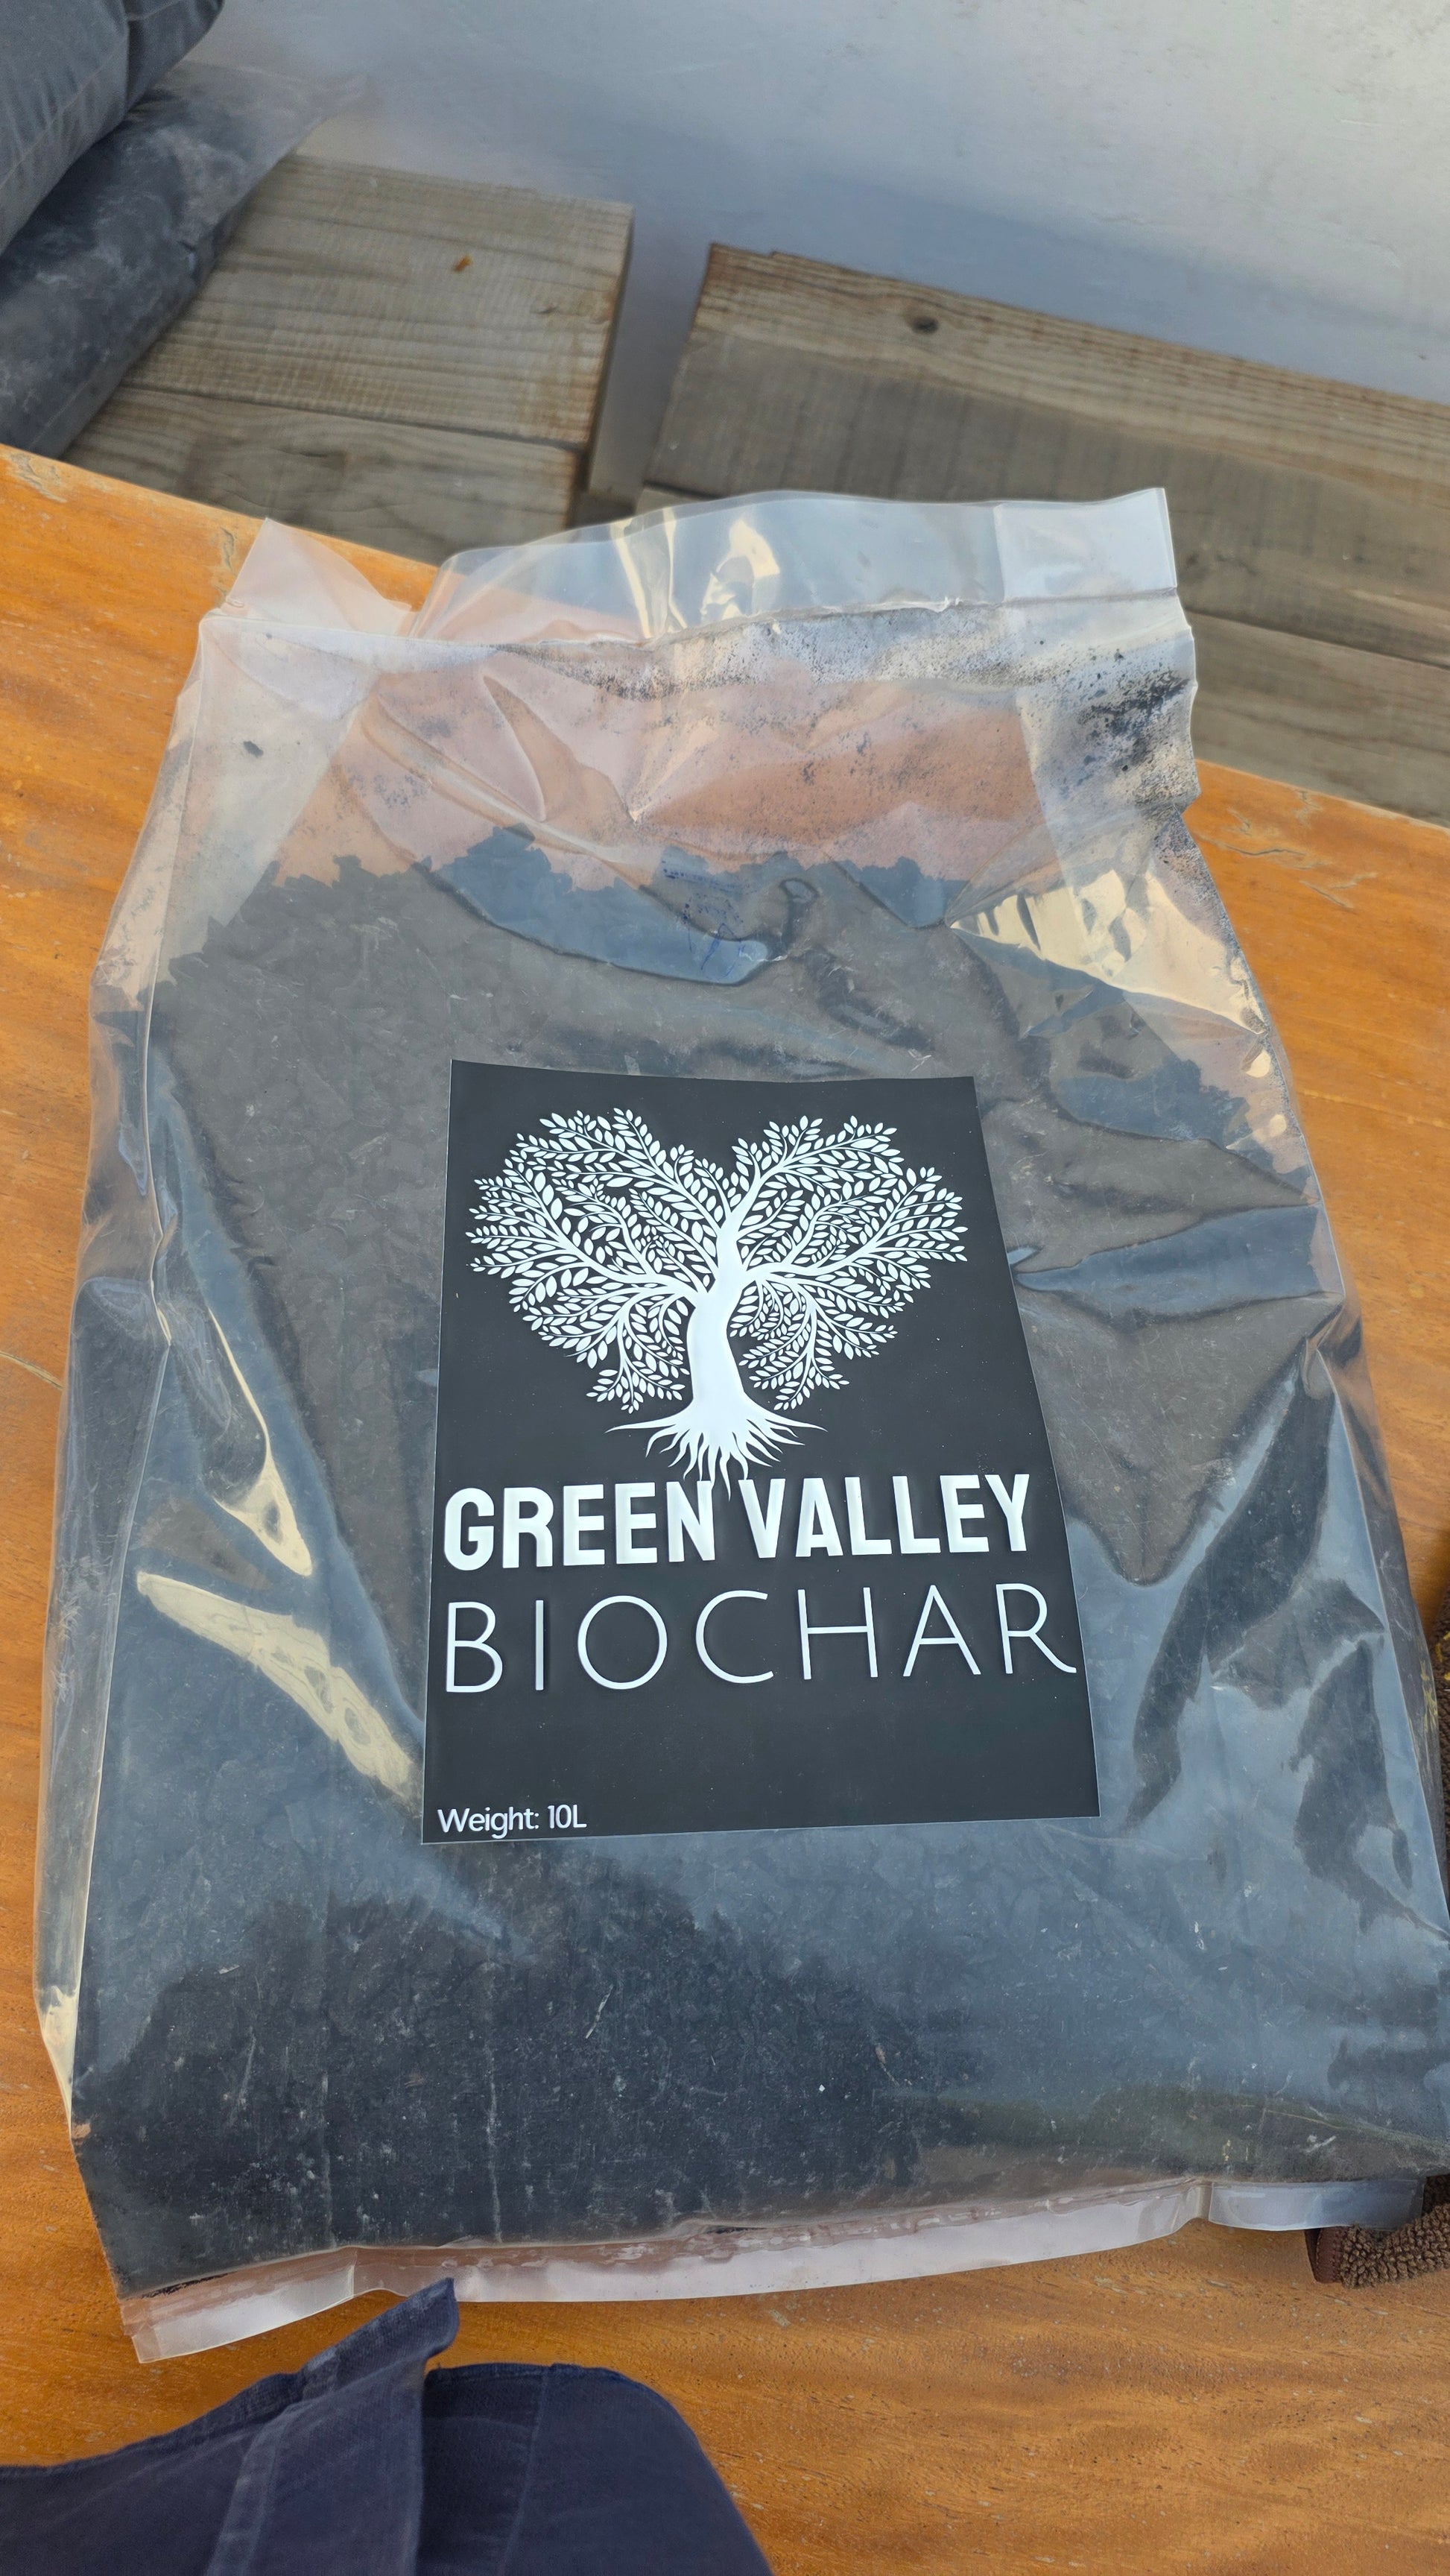 GREEN VALLEY
BIOCHAR
Weight: 10L